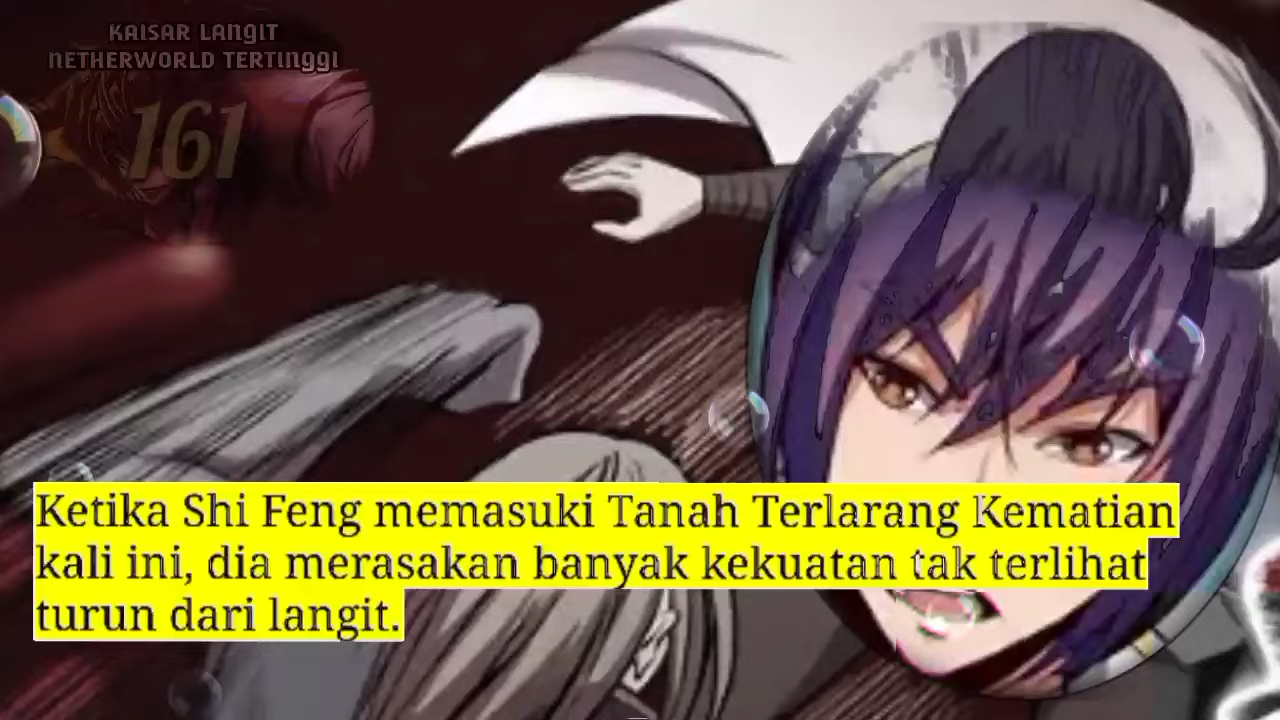 KAISAR LANGIT
NETHERWORLD TERTINGGI
161
Ketika Shi Feng memasuki Tanah Terlarang Kematian
kali ini, dia merasakan banyak kekuatan tak terlihat
turun dari langit.